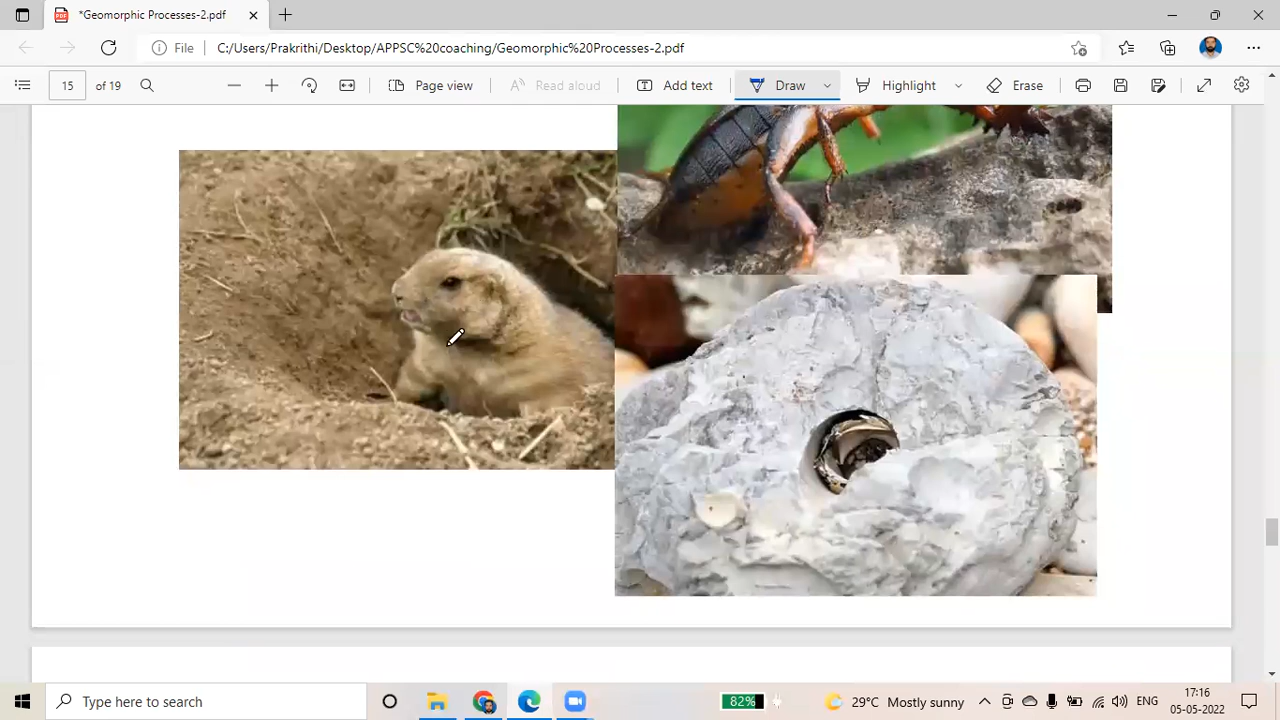 *Geomorphic Processes-2.pdf
File C:/Users/Prakrithi/Desktop/APPSC%20coaching/Geomorphic%20Processes-2.pdf
15 of 19 Page view Read aloud Add text Draw Highlight Erase
Type here to search 82% 29°C Mostly sunny ENG 7:16
05-05-2022